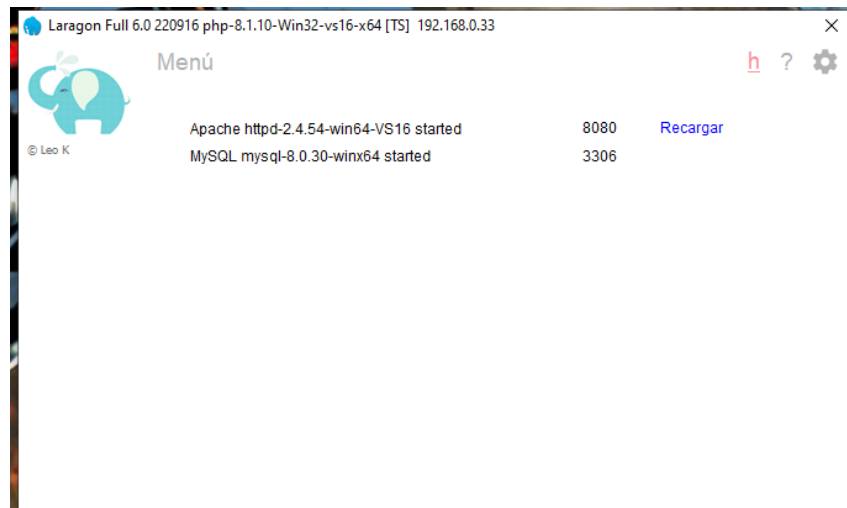 Laragon Full 6.0 220916 php-8.1.10-Win32-vs16-x64 [TS] 192.168.0.33
Menú h ?
© Leo K
Apache httpd-2.4.54-win64-VS16 started 8080 Recargar
MySQL mysql-8.0.30-winx64 started 3306